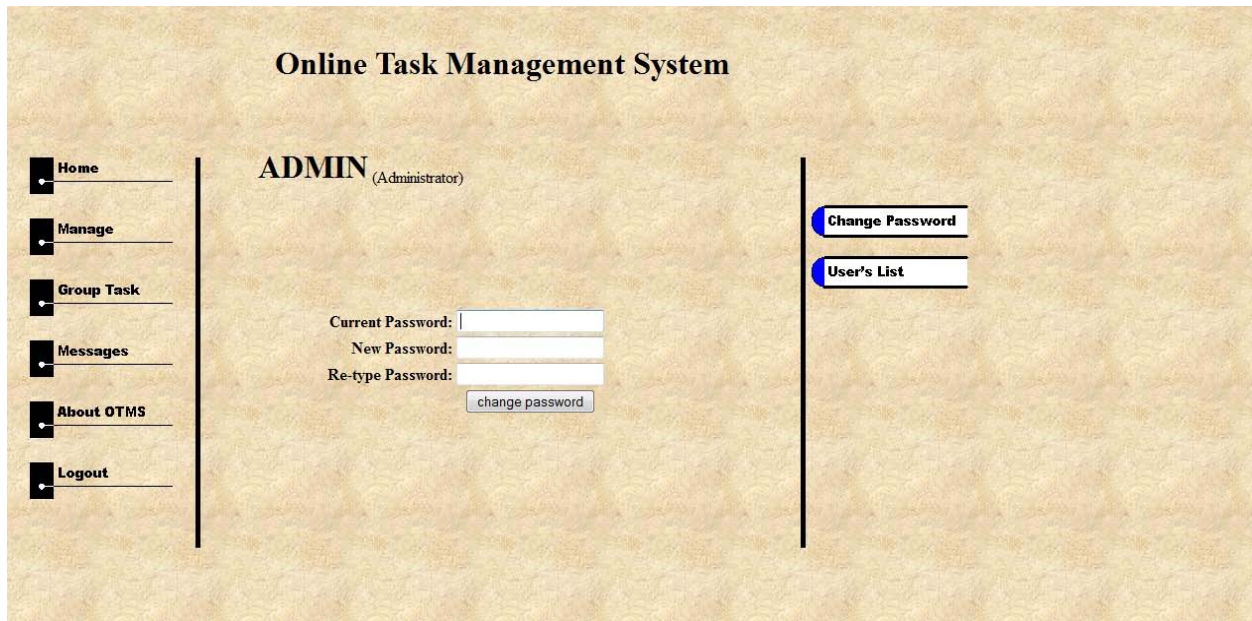 Online Task Management System
Home
Manage
Group Task
Messages
About OTMS
Logout
ADMIN (Administrator)
Current Password:
New Password:
Re-type Password:
change password
Change Password
User's List